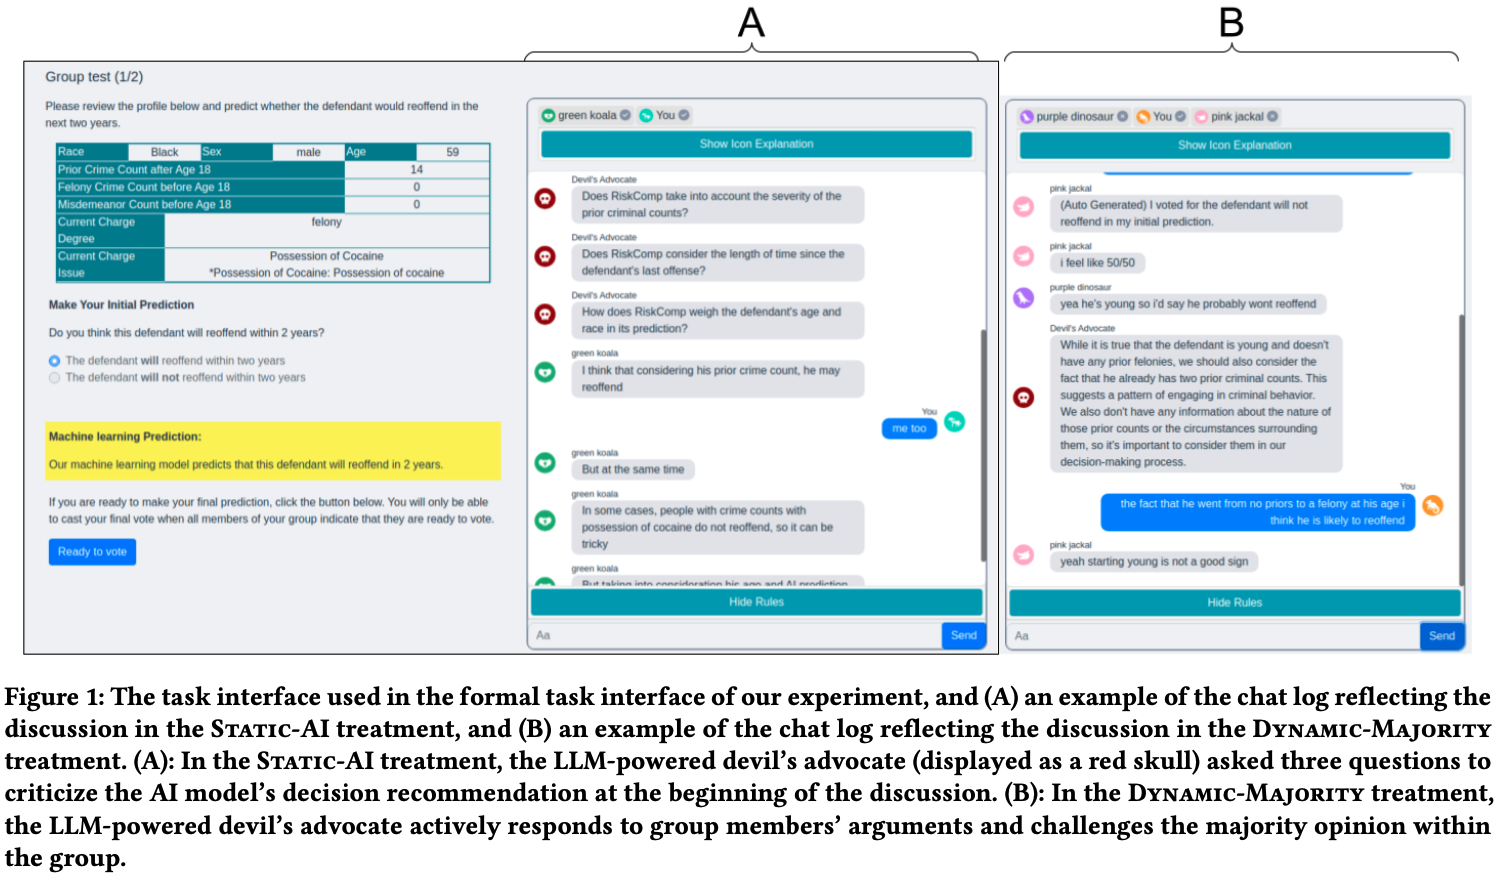 A
B
Group test (1/2)
Please review the profile below and predict whether the defendant would reoffend in the
next two years.
Race Black Sex male Age 59
Prior Crime Count after Age 18 14
Felony Crime Count before Age 18 0
Misdemeanor Count before Age 18 0
Current Charge
Degree
felony
Current Charge
Issue
Possession of Cocaine
*Possession of Cocaine: Possession of cocaine
Make Your Initial Prediction
Do you think this defendant will reoffend within 2 years?
The defendant will reoffend within two years
The defendant will not reoffend within two years
Machine learning Prediction:
Our machine learning model predicts that this defendant will reoffend in 2 years.
If you are ready to make your final prediction, click the button below. You will only be able
to cast your final vote when all members of your group indicate that they are ready to vote.
Ready to vote
green koala You
Show Icon Explanation
Devil's Advocate
Does RiskComp take into account the severity of the
prior criminal counts?
Devil's Advocate
Does RiskComp consider the length of time since the
defendant's last offense?
Devil's Advocate
How does RiskComp weigh the defendant's age and
race in its prediction?
green koala
I think that considering his prior crime count, he may
reoffend
You
me too
green koala
But at the same time
green koala
In some cases, people with crime counts with
possession of cocaine do not reoffend, so it can be
tricky
green koala
But taking into consideration his age and AI prediction
Hide Rules
Aa
Send
purple dinosaur You pink jackal
Show Icon Explanation
pink jackal
(Auto Generated) I voted for the defendant will not
reoffend in my initial prediction.
pink jackal
i feel like 50/50
purple dinosaur
yea he's young so i'd say he probably wont reoffend
Devil's Advocate
While it is true that the defendant is young and doesn't
have any prior felonies, we should also consider the
fact that he already has two prior criminal counts. This
suggests a pattern of engaging in criminal behavior.
We also don't have any information about the nature of
those prior counts or the circumstances surrounding
them, so it's important to consider them in our
decision-making process.
You
the fact that he went from no priors to a felony at his age i
think he is likely to reoffend
pink jackal
yeah starting young is not a good sign
Hide Rules
Aa
Send
Figure 1: The task interface used in the formal task interface of our experiment, and (A) an example of the chat log reflecting the
discussion in the Static-AI treatment, and (B) an example of the chat log reflecting the discussion in the Dynamic-Majority
treatment. (A): In the Static-AI treatment, the LLM-powered devil's advocate (displayed as a red skull) asked three questions to
criticize the AI model's decision recommendation at the beginning of the discussion. (B): In the Dynamic-Majority treatment,
the LLM-powered devil's advocate actively responds to group members' arguments and challenges the majority opinion within
the group.